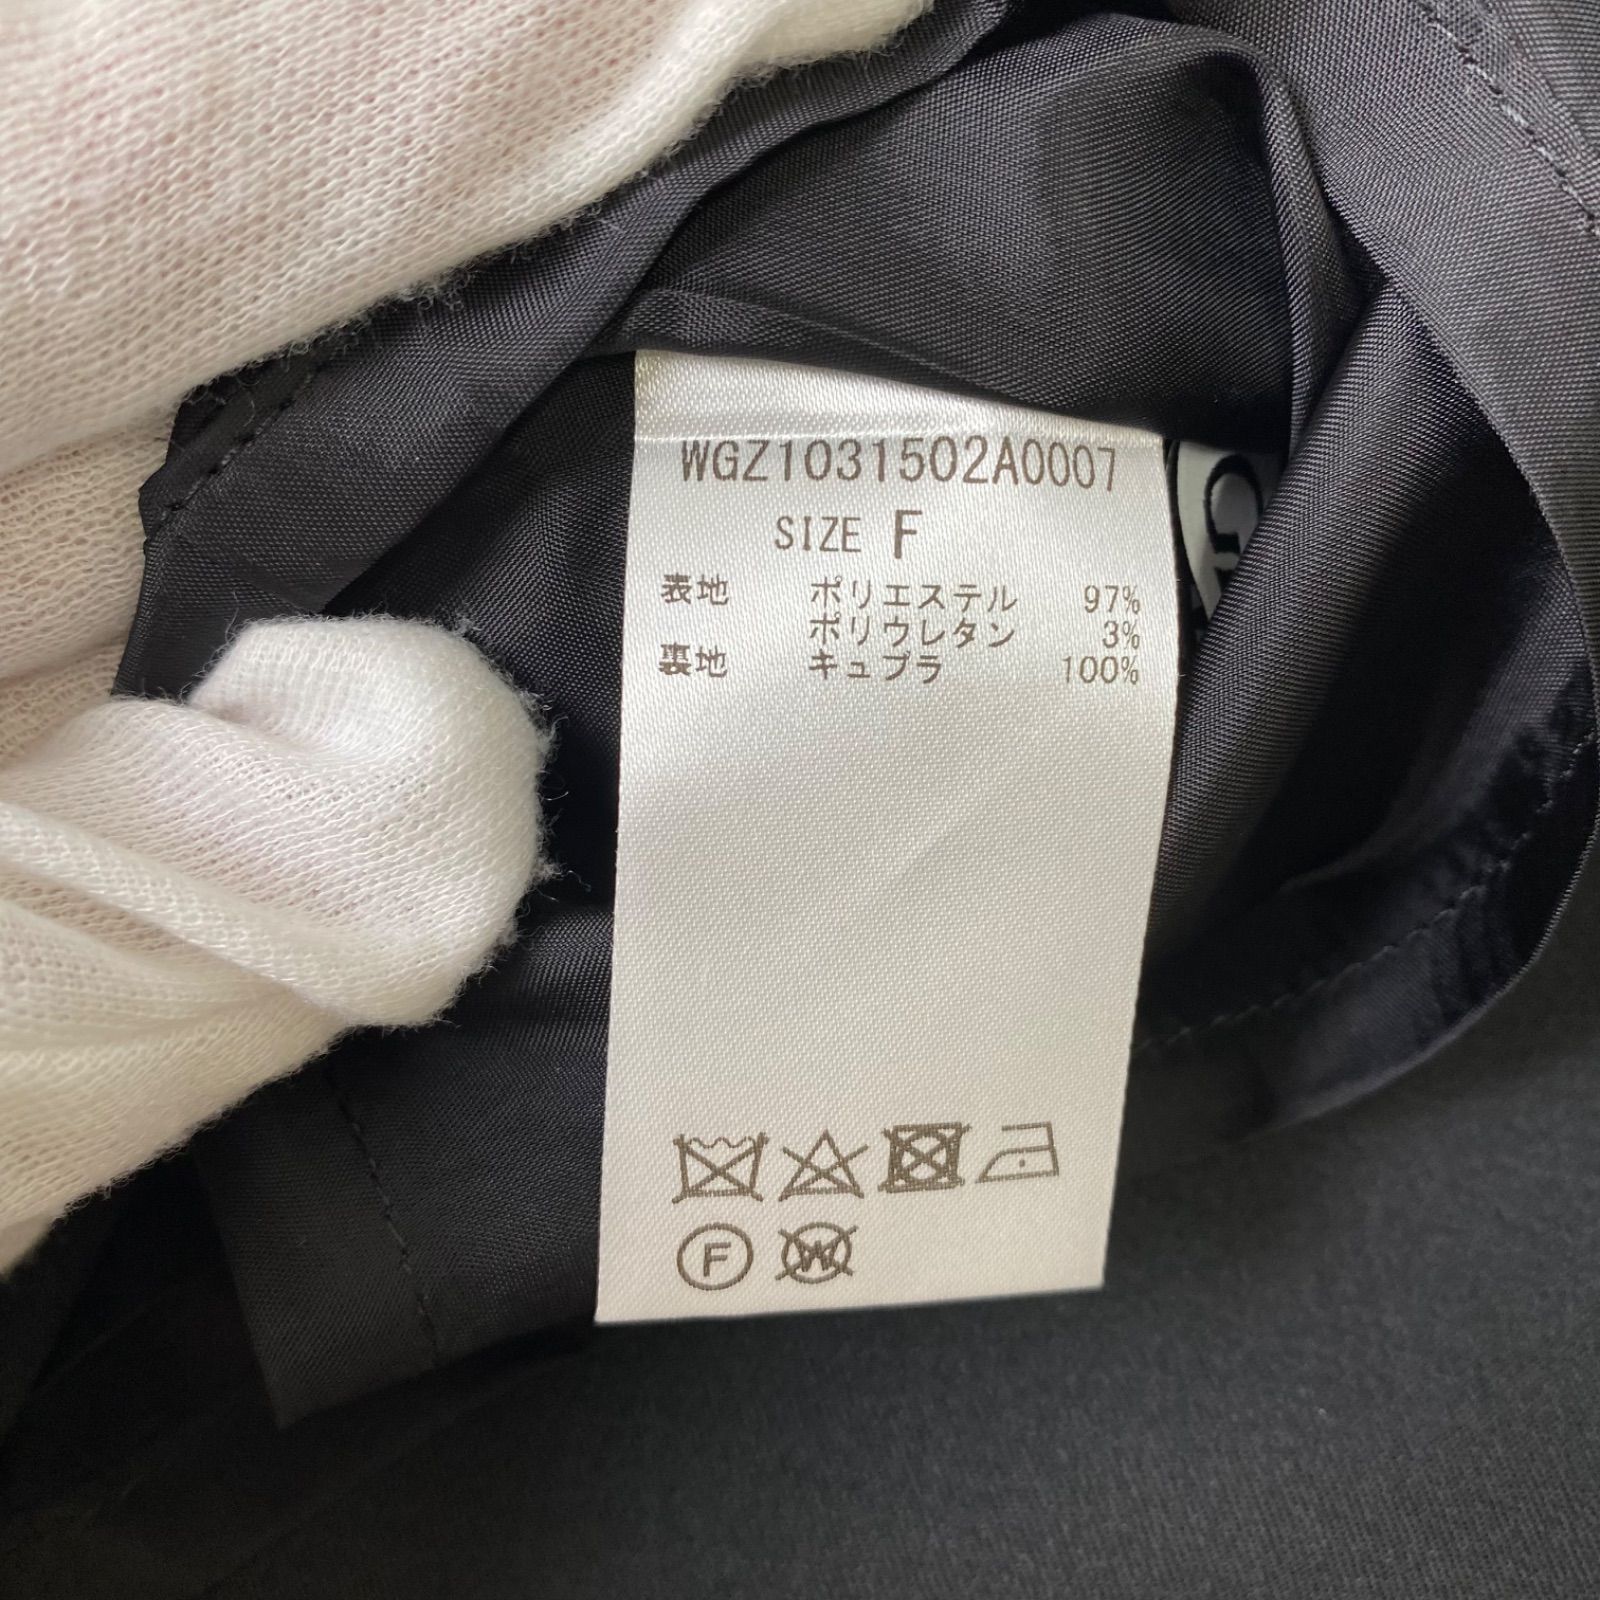 WGZ1031502A0007
SIZE F
表地 ポリエステル 97%
ポリウレタン 3%
裏地 キュプラ 100%
F W